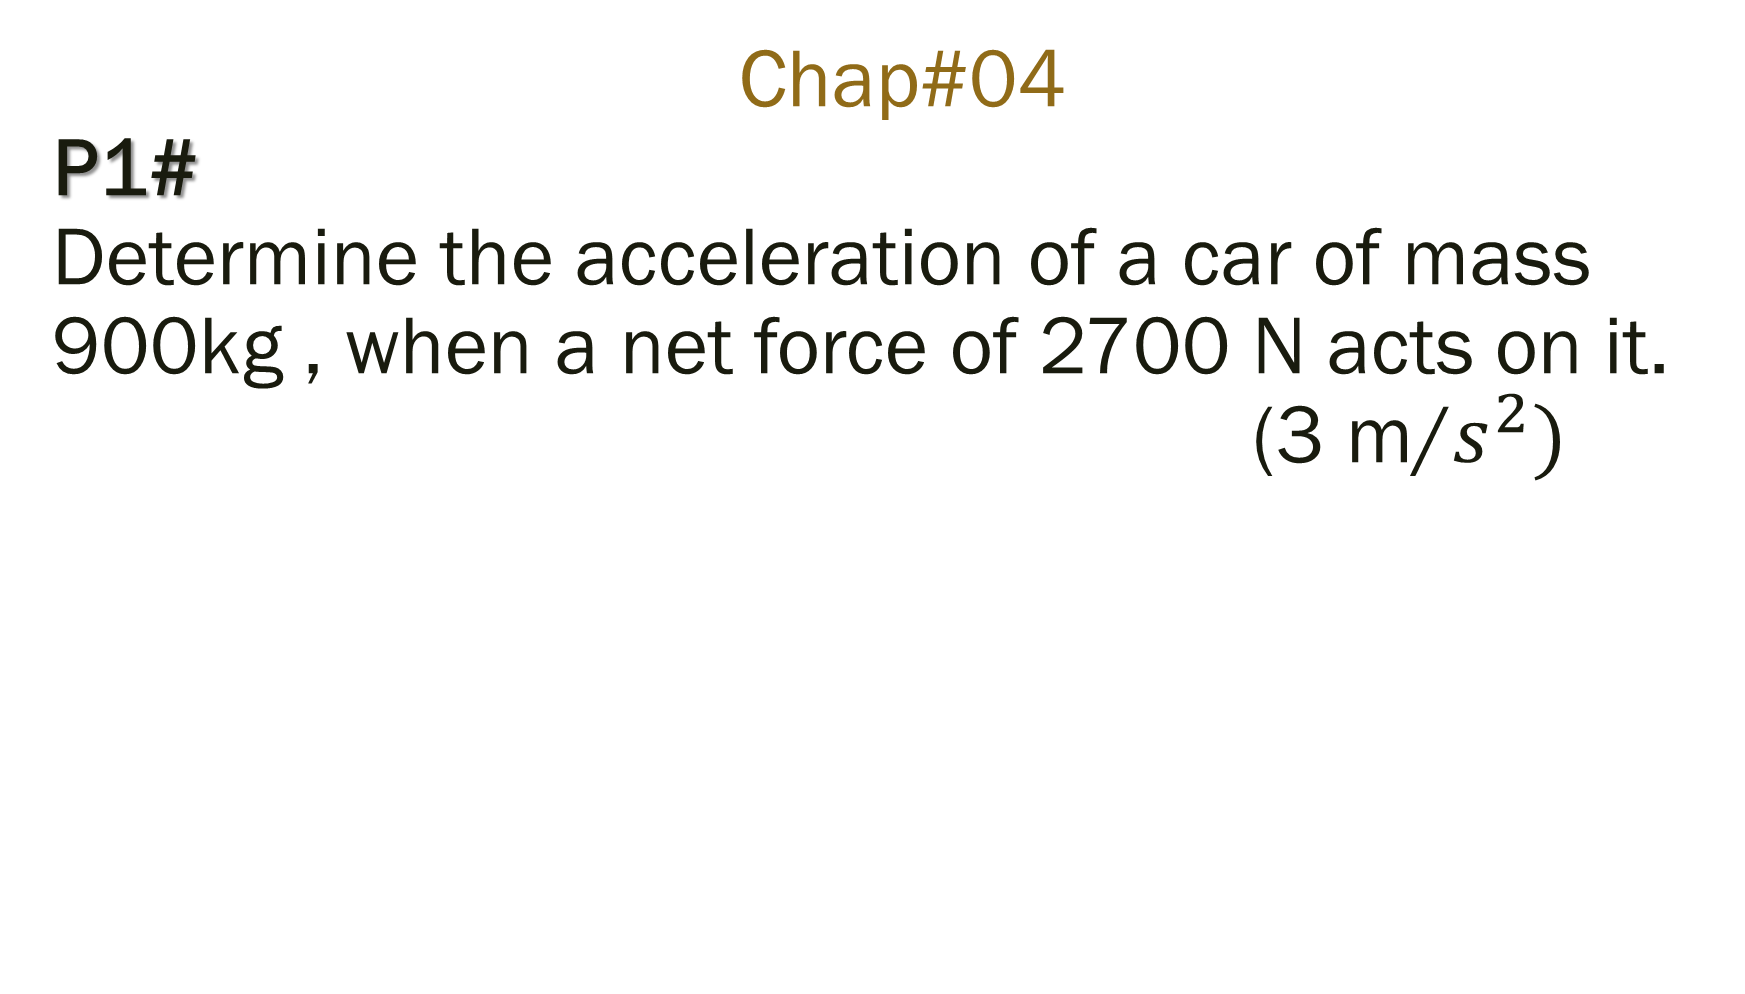 Chap#04
P1#
Determine the acceleration of a car of mass
900kg , when a net force of 2700 N acts on it.
(3 m/𝑠²)